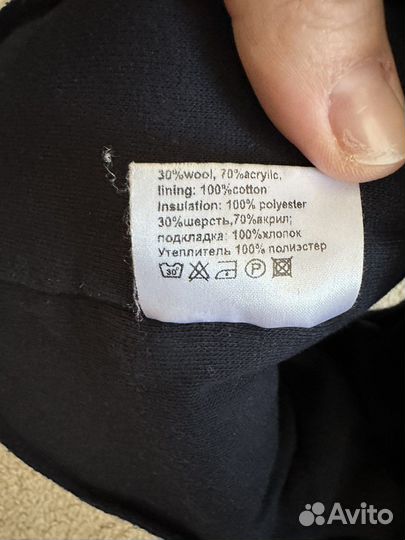 30%wool, 70%acrylic,
lining: 100%cotton
Insulation: 100% polyester
30%шерсть,70%акрил;
подкладка: 100%хлопок
Утеплитель 100% полиэстер
30° P
Avito